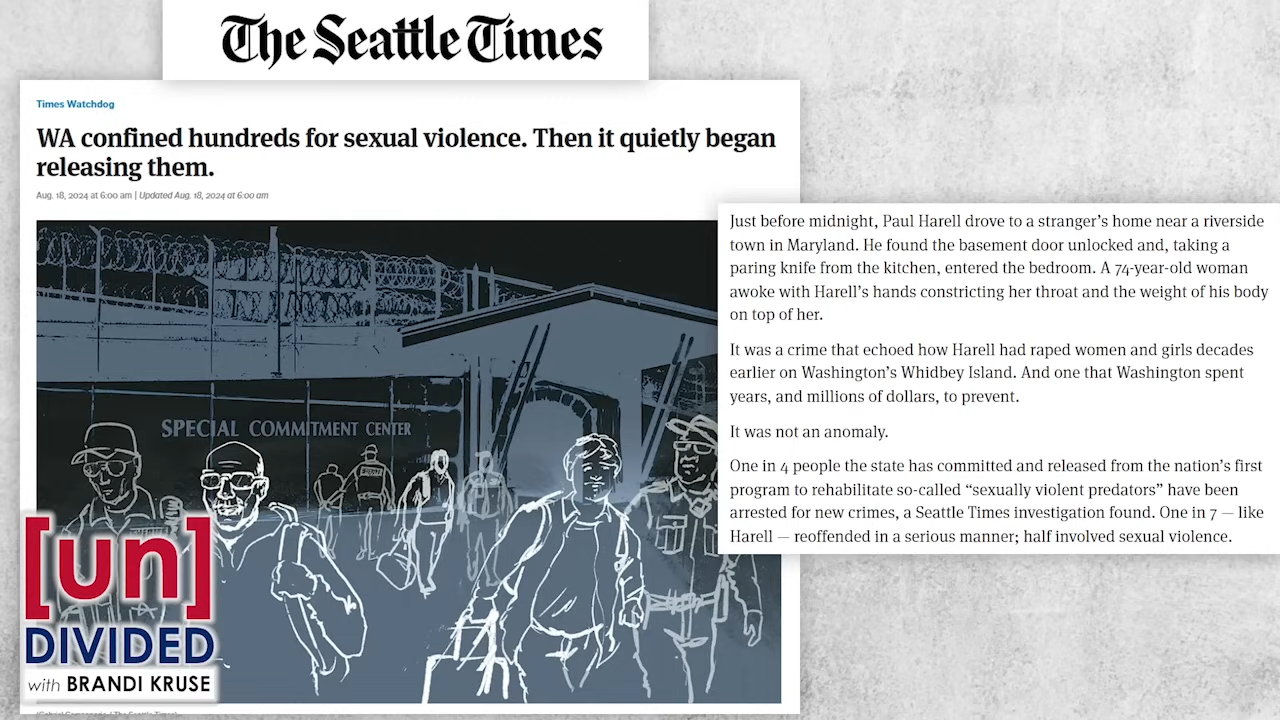 The Seattle Times
Times Watchdog
WA confined hundreds for sexual violence. Then it quietly began
releasing them.
Aug. 18, 2024 at 6:00 am | Updated Aug. 18, 2024 at 6:00 am
SPECIAL COMMITMENT CENTER
Just before midnight, Paul Harell drove to a stranger's home near a riverside
town in Maryland. He found the basement door unlocked and, taking a
paring knife from the kitchen, entered the bedroom. A 74-year-old woman
awoke with Harell's hands constricting her throat and the weight of his body
on top of her.
It was a crime that echoed how Harell had raped women and girls decades
earlier on Washington's Whidbey Island. And one that Washington spent
years, and millions of dollars, to prevent.
It was not an anomaly.
One in 4 people the state has committed and released from the nation's first
program to rehabilitate so-called “sexually violent predators” have been
arrested for new crimes, a Seattle Times investigation found. One in 7 — like
Harell — reoffended in a serious manner; half involved sexual violence.
[un]
DIVIDED
with BRANDI KRUSE